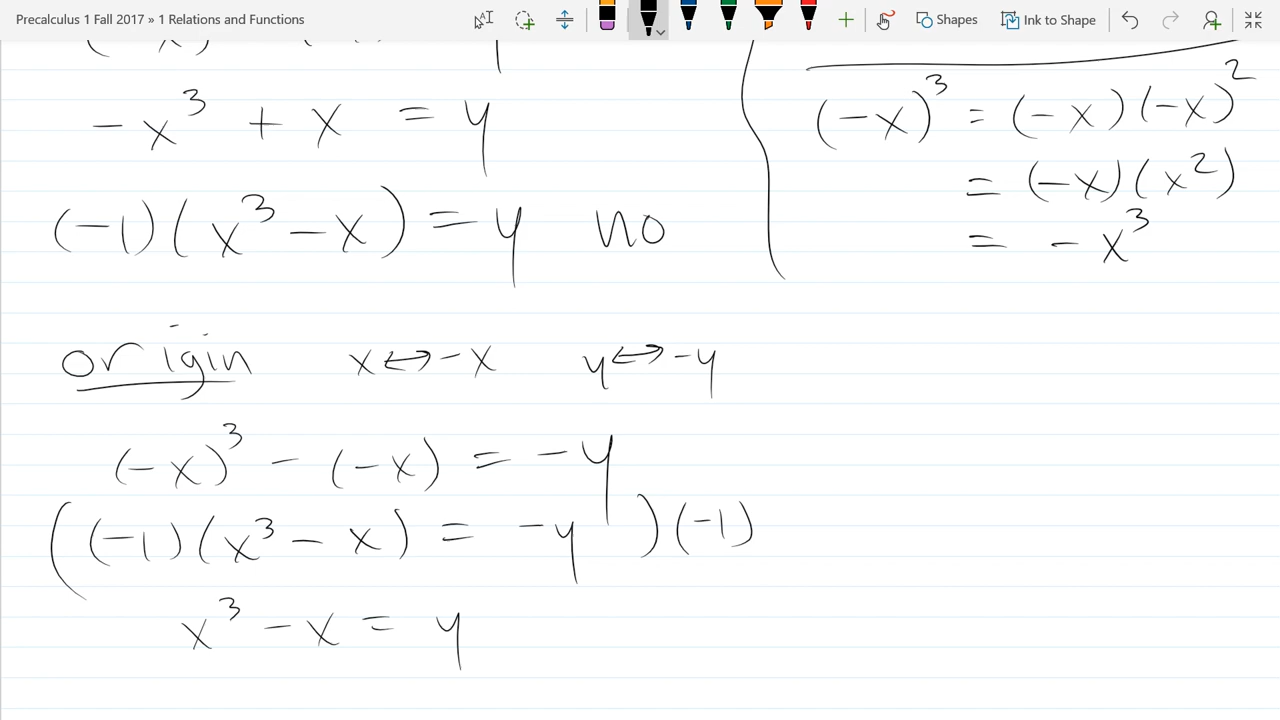 Precalculus 1 Fall 2017 » 1 Relations and Functions
Shapes
Ink to Shape
-x³ + x = y
(-1)(x³ - x) = y no
(-x)³ = (-x)(-x)²
= (-x)(x²)
= -x³
origin x↔-x y↔-y
(-x)³ - (-x) = -y
((-1)(x³ - x) = -y)(-1)
x³ - x = y